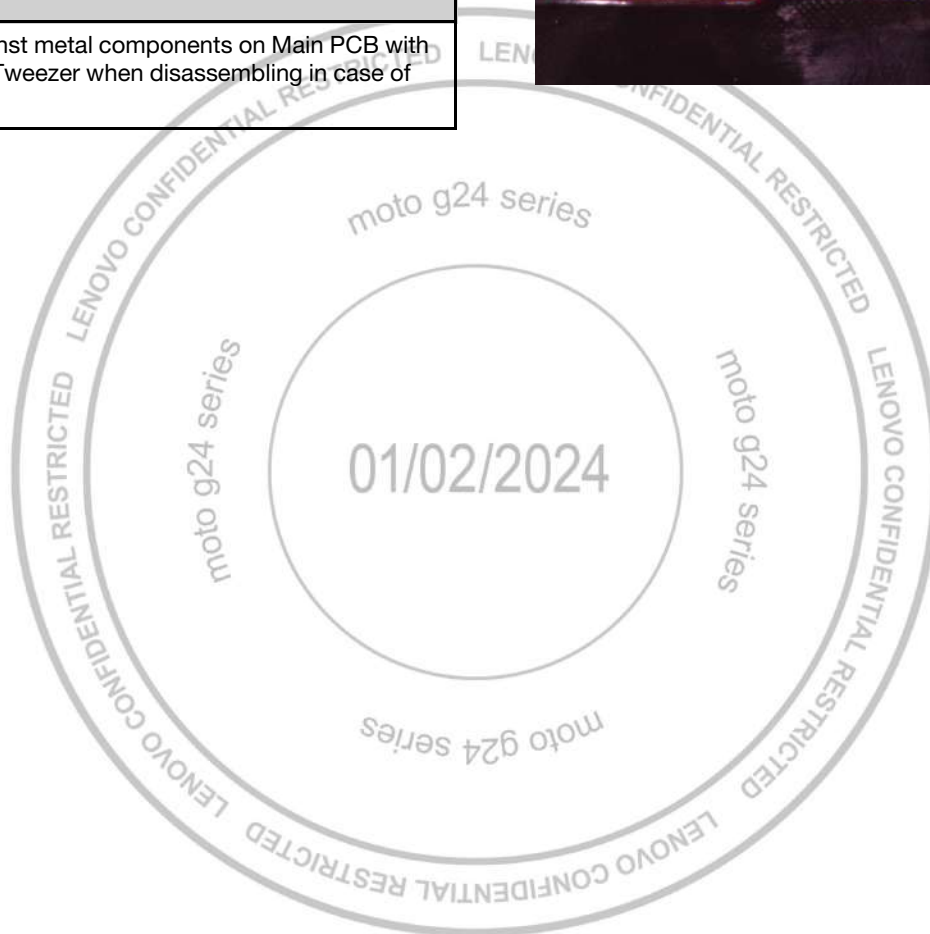 nst metal components on Main PCB with
Tweezer when disassembling in case of
LENOVO CONFIDENTIAL RESTRICTED
LENOVO CONFIDENTIAL RESTRICTED
LENOVO CONFIDENTIAL RESTRICTED
LENOVO CONFIDENTIAL RESTRICTED
LENOVO CONFIDENTIAL RESTRICTED
moto g24 series
moto g24 series
moto g24 series
01/02/2024
moto g24 series